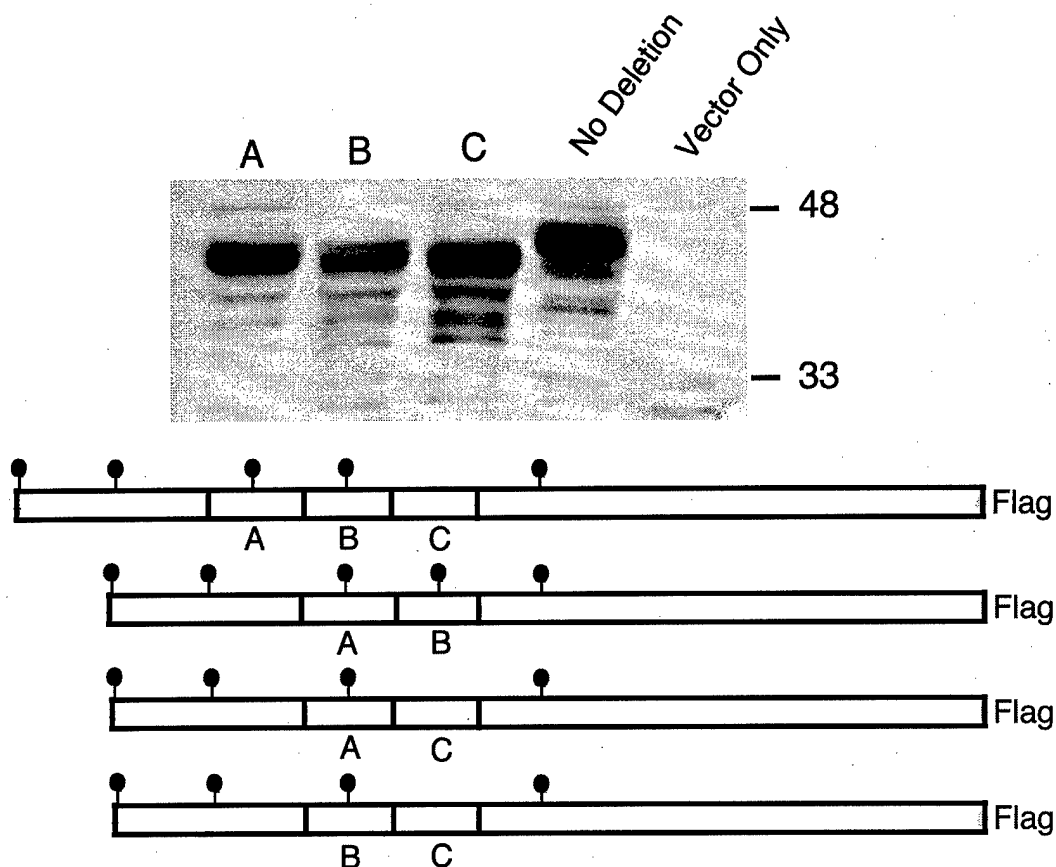 A B C No Deletion Vector Only
48
33
Flag
A B C
Flag
A B
Flag
A C
Flag
B C